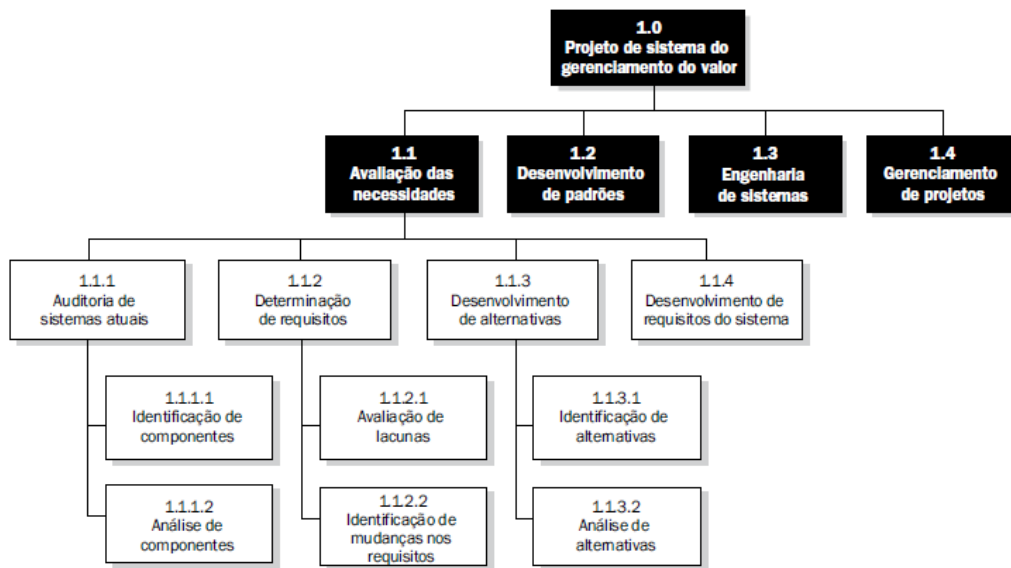 1.0
Projeto de sistema do
gerenciamento do valor
1.1
Avaliação das
necessidades
1.2
Desenvolvimento
de padrões
1.3
Engenharia
de sistemas
1.4
Gerenciamento
de projetos
1.1.1
Auditoria de
sistemas atuais
1.1.2
Determinação
de requisitos
1.1.3
Desenvolvimento
de alternativas
1.1.4
Desenvolvimento de
requisitos do sistema
1.1.1.1
Identificação de
componentes
1.1.2.1
Avaliação de
lacunas
1.1.3.1
Identificação de
alternativas
1.1.1.2
Análise de
componentes
1.1.2.2
Identificação de
mudanças nos
requisitos
1.1.3.2
Análise de
alternativas